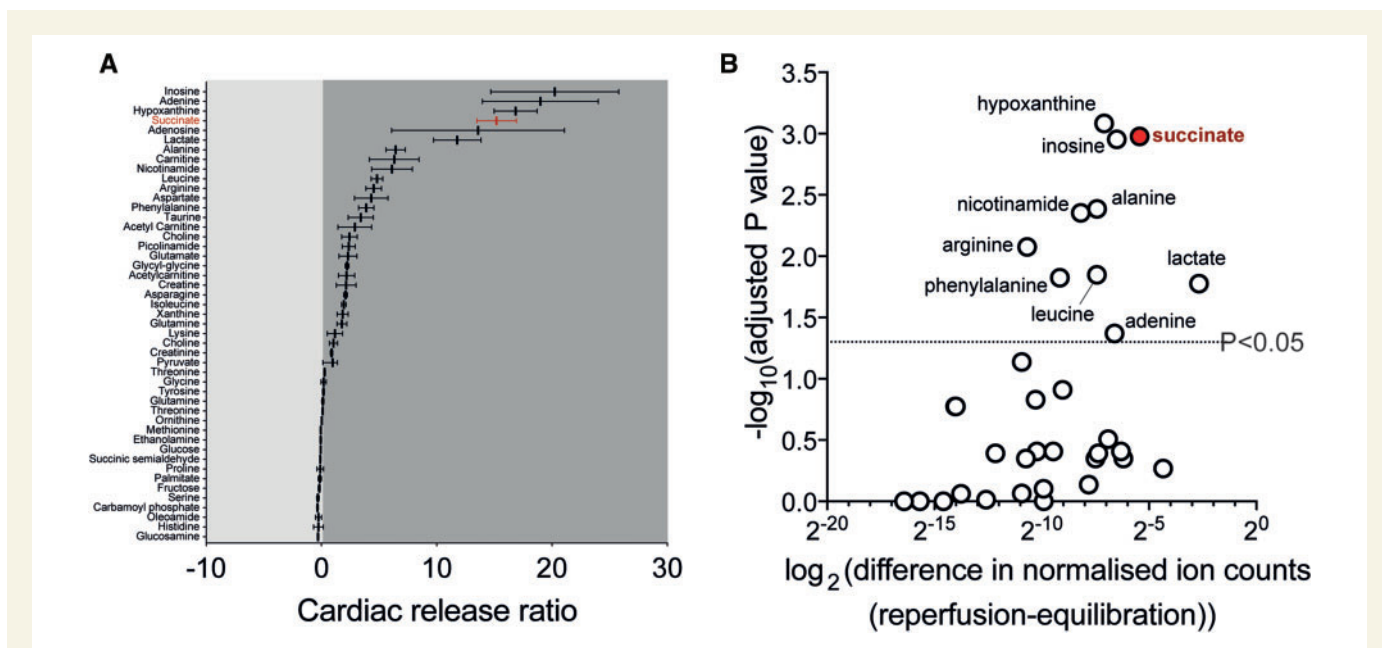 A
Inosine
Adenine
Hypoxanthine
Succinate
Adenosine
Lactate
Alanine
Carnitine
Nicotinamide
Leucine
Arginine
Aspartate
Phenylalanine
Taurine
Acetyl Carnitine
Choline
Picolinamide
Glutamate
Glycyl-glycine
Acetylcarnitine
Creatine
Asparagine
Isoleucine
Xanthine
Glutamine
Lysine
Choline
Creatinine
Pyruvate
Threonine
Glycine
Tyrosine
Glutamine
Threonine
Ornithine
Methionine
Ethanolamine
Glucose
Succinic semialdehyde
Proline
Palmitate
Fructose
Serine
Carbamoyl phosphate
Oleoamide
Histidine
Glucosamine
-10 0 10 20 30
Cardiac release ratio
B
3.5
3.0
2.5
2.0
1.5
1.0
0.5
0.0
-log10(adjusted P value)
hypoxanthine
succinate
inosine
nicotinamide
alanine
arginine
lactate
phenylalanine
leucine
adenine
P<0.05
2-20 2-15 2-10 2-5 20
log2(difference in normalised ion counts
(reperfusion-equilibration))